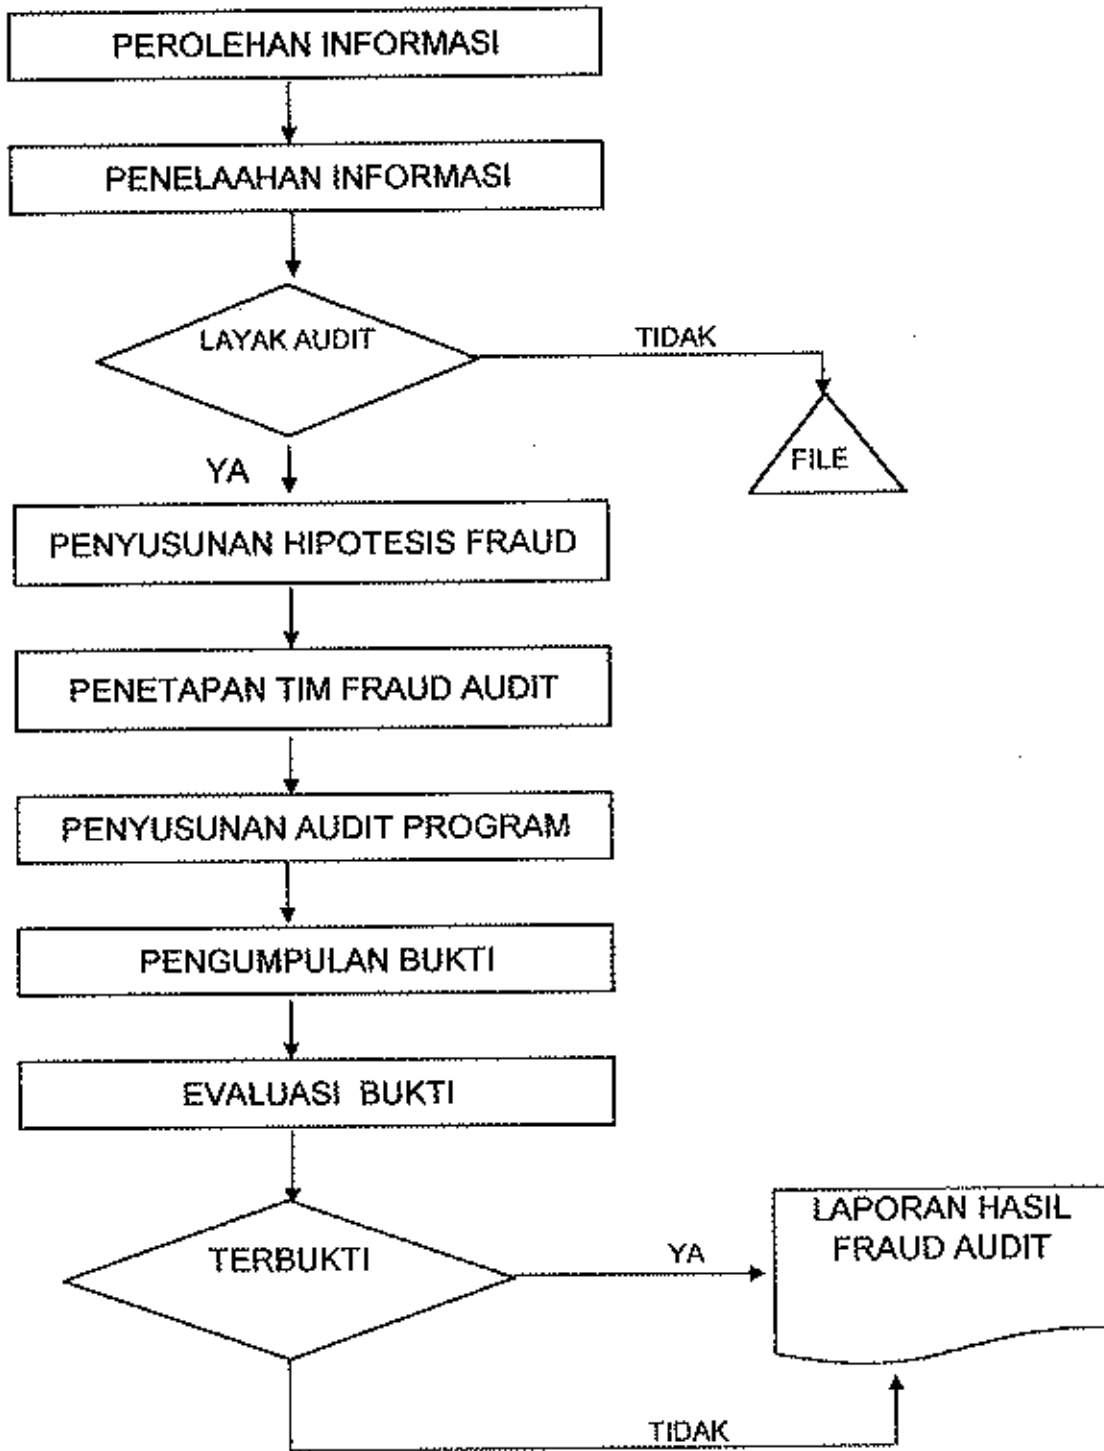 PEROLEHAN INFORMASI
PENELAAHAN INFORMASI
LAYAK AUDIT
TIDAK
FILE
YA
PENYUSUNAN HIPOTESIS FRAUD
PENETAPAN TIM FRAUD AUDIT
PENYUSUNAN AUDIT PROGRAM
PENGUMPULAN BUKTI
EVALUASI BUKTI
TERBUKTI
YA
LAPORAN HASIL
FRAUD AUDIT
TIDAK